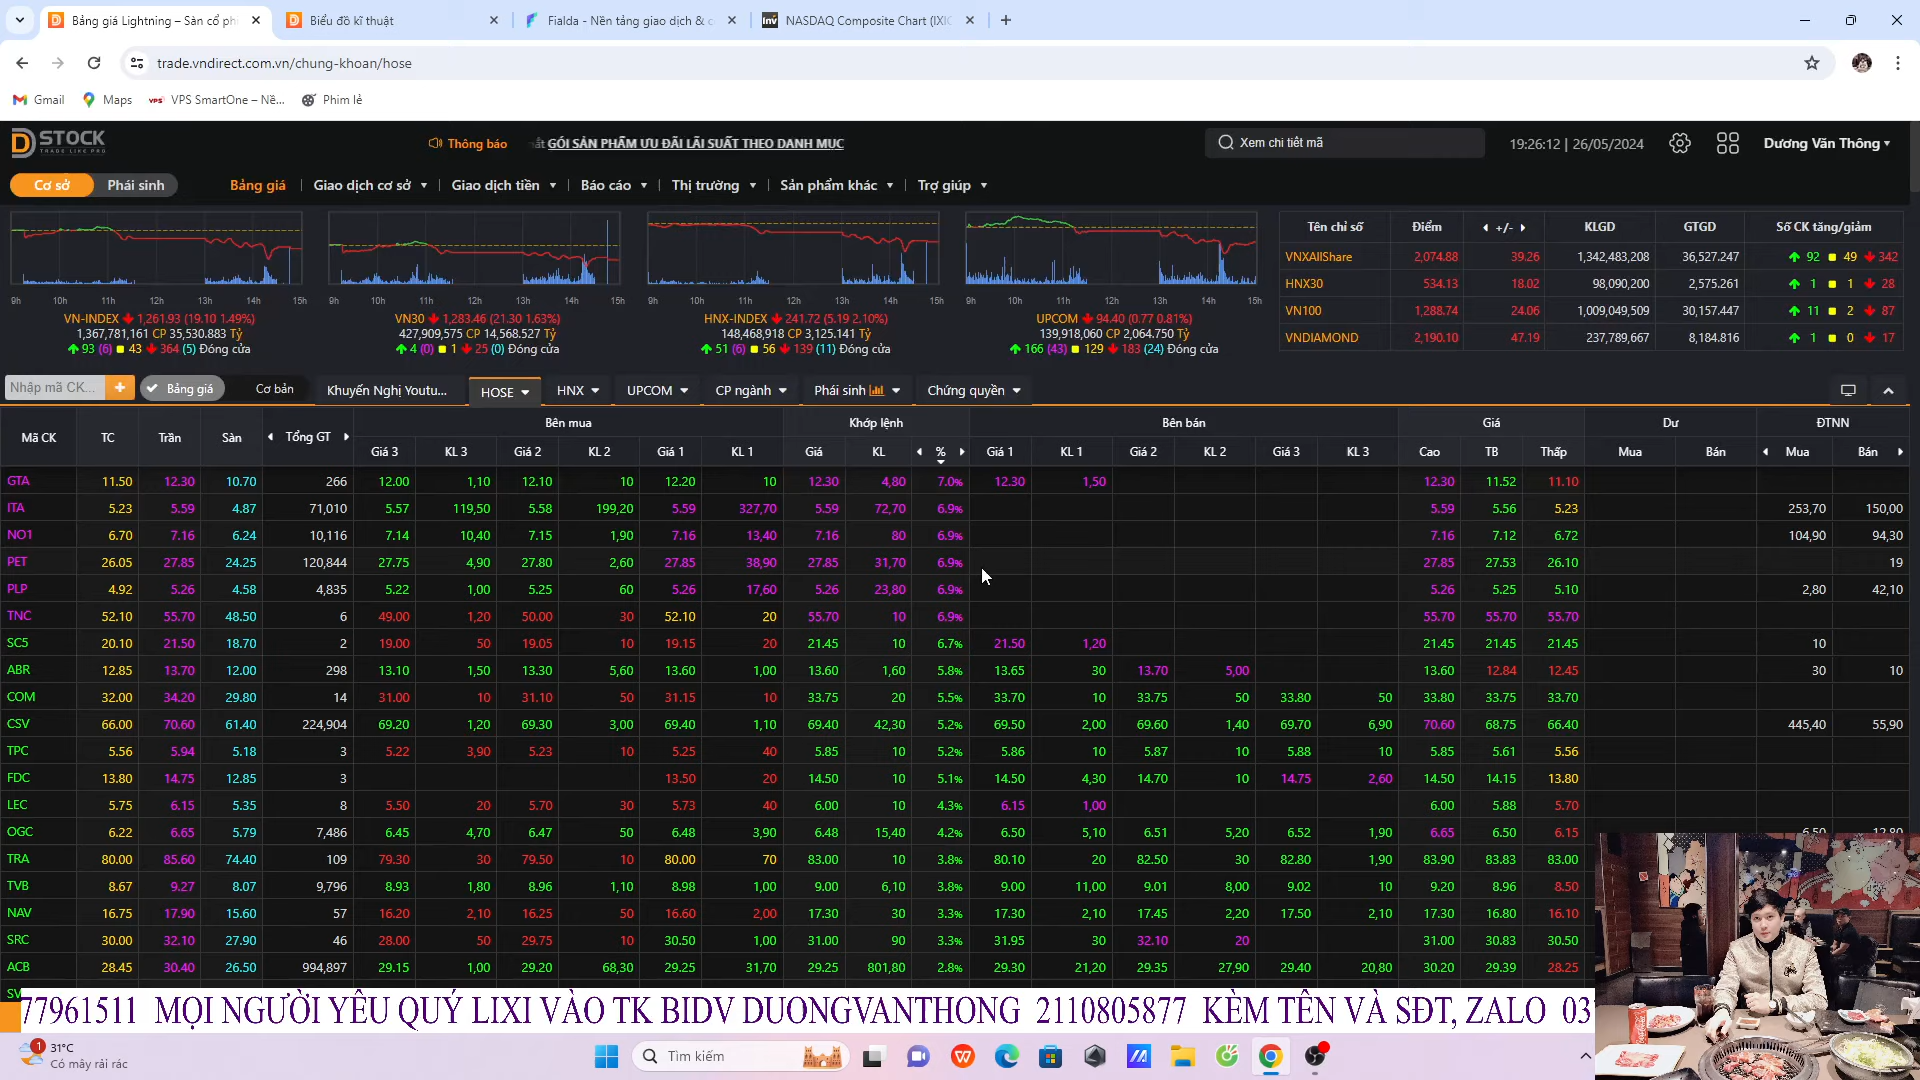 Bảng giá Lightning – Sàn cổ ph
Biểu đồ kĩ thuật
Fialda - Nền tảng giao dịch & c
NASDAQ Composite Chart (IXIC
trade.vndirect.com.vn/chung-khoan/hose
Gmail Maps VPS SmartOne – Nề... Phim lẻ
D STOCK
TRADE LIKE PRO
Thông báo GÓI SẢN PHẨM ƯU ĐÃI LÃI SUẤT THEO DANH MỤC
Xem chi tiết mã
19:26:12 | 26/05/2024
Dương Văn Thông
Cơ sở Phái sinh Bảng giá Giao dịch cơ sở Giao dịch tiền Báo cáo Thị trường Sản phẩm khác Trợ giúp
9h 10h 11h 12h 13h 14h 15h 9h 10h 11h 12h 13h 14h 15h 9h 10h 11h 12h 13h 14h 15h 9h 10h 11h 12h 13h 14h 15h
VN-INDEX 1,261.93 (19.10 1.49%)
1,367,781,161 CP 35,530.883 Tỷ
93 (6) 43 364 (5) Đóng cửa
VN30 1,283.46 (21.30 1.63%)
427,909,575 CP 14,568.527 Tỷ
4 (0) 1 25 (0) Đóng cửa
HNX-INDEX 241.72 (5.19 2.10%)
148,468,918 CP 3,125.141 Tỷ
51 (6) 56 139 (11) Đóng cửa
UPCOM 94.40 (0.77 0.81%)
139,918,060 CP 2,064.750 Tỷ
166 (43) 129 183 (24) Đóng cửa
Tên chỉ số Điểm +/- KLGD GTGD Số CK tăng/giảm
VNXAllShare 2,074.88 39.26 1,342,483,208 36,527.247 92 49 342
HNX30 534.13 18.02 98,090,200 2,575.261 1 1 28
VN100 1,288.74 24.06 1,009,049,509 30,157.447 11 2 87
VNDIAMOND 2,190.10 47.19 237,789,667 8,184.816 1 0 17
Nhập mã CK... + Bảng giá Cơ bản Khuyến Nghị Youtu... HOSE HNX UPCOM CP ngành Phái sinh Chứng quyền
Mã CK TC Trần Sàn Tổng GT Bên mua Khớp lệnh Bên bán Giá Dư ĐTNN
Giá 3 KL 3 Giá 2 KL 2 Giá 1 KL 1 Giá KL % Giá 1 KL 1 Giá 2 KL 2 Giá 3 KL 3 Cao TB Thấp Mua Bán Mua Bán
GTA 11.50 12.30 10.70 266 12.00 1,10 12.10 10 12.20 10 12.30 4,80 7.0% 12.30 1,50 12.30 11.52 11.10
ITA 5.23 5.59 4.87 71,010 5.57 119,50 5.58 199,20 5.59 327,70 5.59 72,70 6.9% 5.59 5.56 5.23 253,70 150,00
NO1 6.70 7.16 6.24 10,116 7.14 10,40 7.15 1,90 7.16 13,40 7.16 80 6.9% 7.16 7.12 6.72 104,90 94,30
PET 26.05 27.85 24.25 120,844 27.75 4,90 27.80 2,60 27.85 38,90 27.85 31,70 6.9% 27.85 27.53 26.10 19
PLP 4.92 5.26 4.58 4,835 5.22 1,00 5.25 60 5.26 17,60 5.26 23,80 6.9% 5.26 5.25 5.10 2,80 42,10
TNC 52.10 55.70 48.50 6 49.00 1,20 50.00 30 52.10 20 55.70 10 6.9% 55.70 55.70 55.70
SC5 20.10 21.50 18.70 2 19.00 50 19.05 10 19.15 20 21.45 10 6.7% 21.50 1,20 21.45 21.45 21.45 10
ABR 12.85 13.70 12.00 298 13.10 1,50 13.30 5,60 13.60 1,00 13.60 1,60 5.8% 13.65 30 13.70 5,00 13.60 12.84 12.45 30 10
COM 32.00 34.20 29.80 14 31.00 10 31.10 50 31.15 10 33.75 20 5.5% 33.70 10 33.75 50 33.80 50 33.80 33.75 33.70
CSV 66.00 70.60 61.40 224,904 69.20 1,20 69.30 3,00 69.40 1,10 69.40 42,30 5.2% 69.50 2,00 69.60 1,40 69.70 6,90 70.60 68.75 66.40 445,40 55,90
TPC 5.56 5.94 5.18 3 5.22 3,90 5.23 10 5.25 40 5.85 10 5.2% 5.86 10 5.87 10 5.88 10 5.85 5.61 5.56
FDC 13.80 14.75 12.85 3 13.50 20 14.50 10 5.1% 14.50 4,30 14.70 10 14.75 2,60 14.50 14.15 13.80
LEC 5.75 6.15 5.35 8 5.50 20 5.70 30 5.73 40 6.00 10 4.3% 6.15 1,00 6.00 5.88 5.70
OGC 6.22 6.65 5.79 7,486 6.45 4,70 6.47 50 6.48 3,90 6.48 15,40 4.2% 6.50 5,10 6.51 5,20 6.52 1,90 6.65 6.50 6.15 6,50 12,80
TRA 80.00 85.60 74.40 109 79.30 30 79.50 10 80.00 70 83.00 10 3.8% 80.10 20 82.50 30 82.80 1,90 83.90 83.83 83.00
TVB 8.67 9.27 8.07 9,796 8.93 1,80 8.96 1,10 8.98 1,00 9.00 6,10 3.8% 9.00 11,00 9.01 8,00 9.02 10 9.20 8.96 8.50
NAV 16.75 17.90 15.60 57 16.20 2,10 16.25 50 16.60 2,00 17.30 30 3.3% 17.30 2,10 17.45 2,20 17.50 2,10 17.30 16.80 16.10
SRC 30.00 32.10 27.90 46 28.00 50 29.75 10 30.50 1,00 31.00 90 3.3% 31.95 30 32.10 20 31.00 30.83 30.50
ACB 28.45 30.40 26.50 994,897 29.15 1,00 29.20 68,30 29.25 31,70 29.25 801,80 2.8% 29.30 21,20 29.35 27,90 29.40 20,80 30.20 29.39 28.25
77961511 MỌI NGƯỜI YÊU QUÝ LIXI VÀO TK BIDV DUONGVANTHONG 2110805877 KÈM TÊN VÀ SĐT, ZALO 03
1 31°C
Có mây rải rác
Tìm kiếm